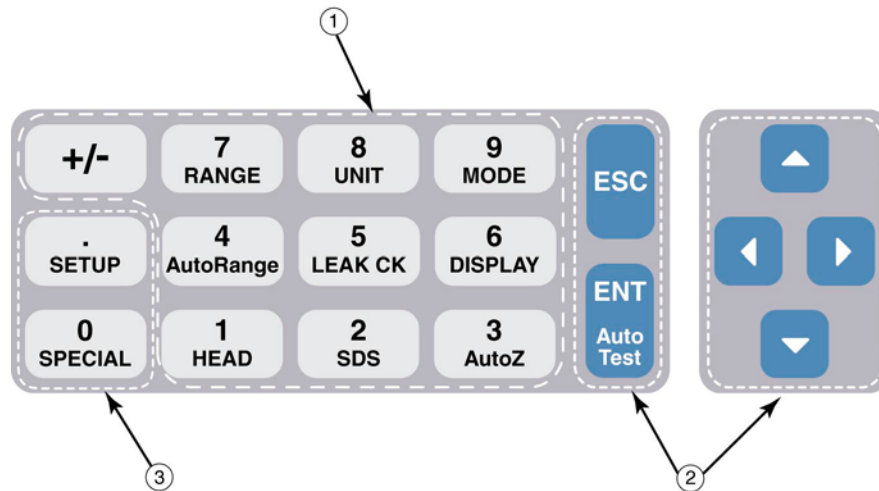 1
+/-
7
RANGE
8
UNIT
9
MODE
ESC
.
SETUP
4
AutoRange
5
LEAK CK
6
DISPLAY
0
SPECIAL
1
HEAD
2
SDS
3
AutoZ
ENT
Auto
Test
3
2